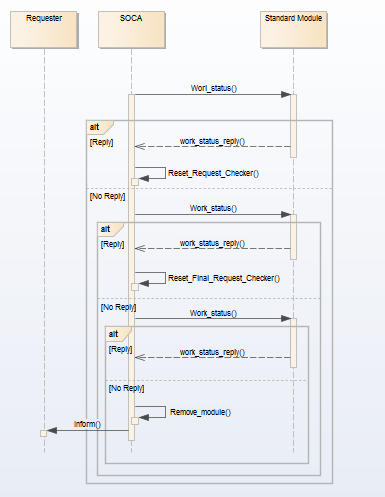 Requester
SOCA
Standard Module
Worl_status()
alt
[Reply]
work_status_reply()
Reset_Request_Checker()
[No Reply]
Work_status()
alt
[Reply]
work_status_reply()
Reset_Final_Request_Checker()
[No Reply]
Work_status()
alt
[Reply]
work_status_reply()
[No Reply]
Remove_module()
Inform()